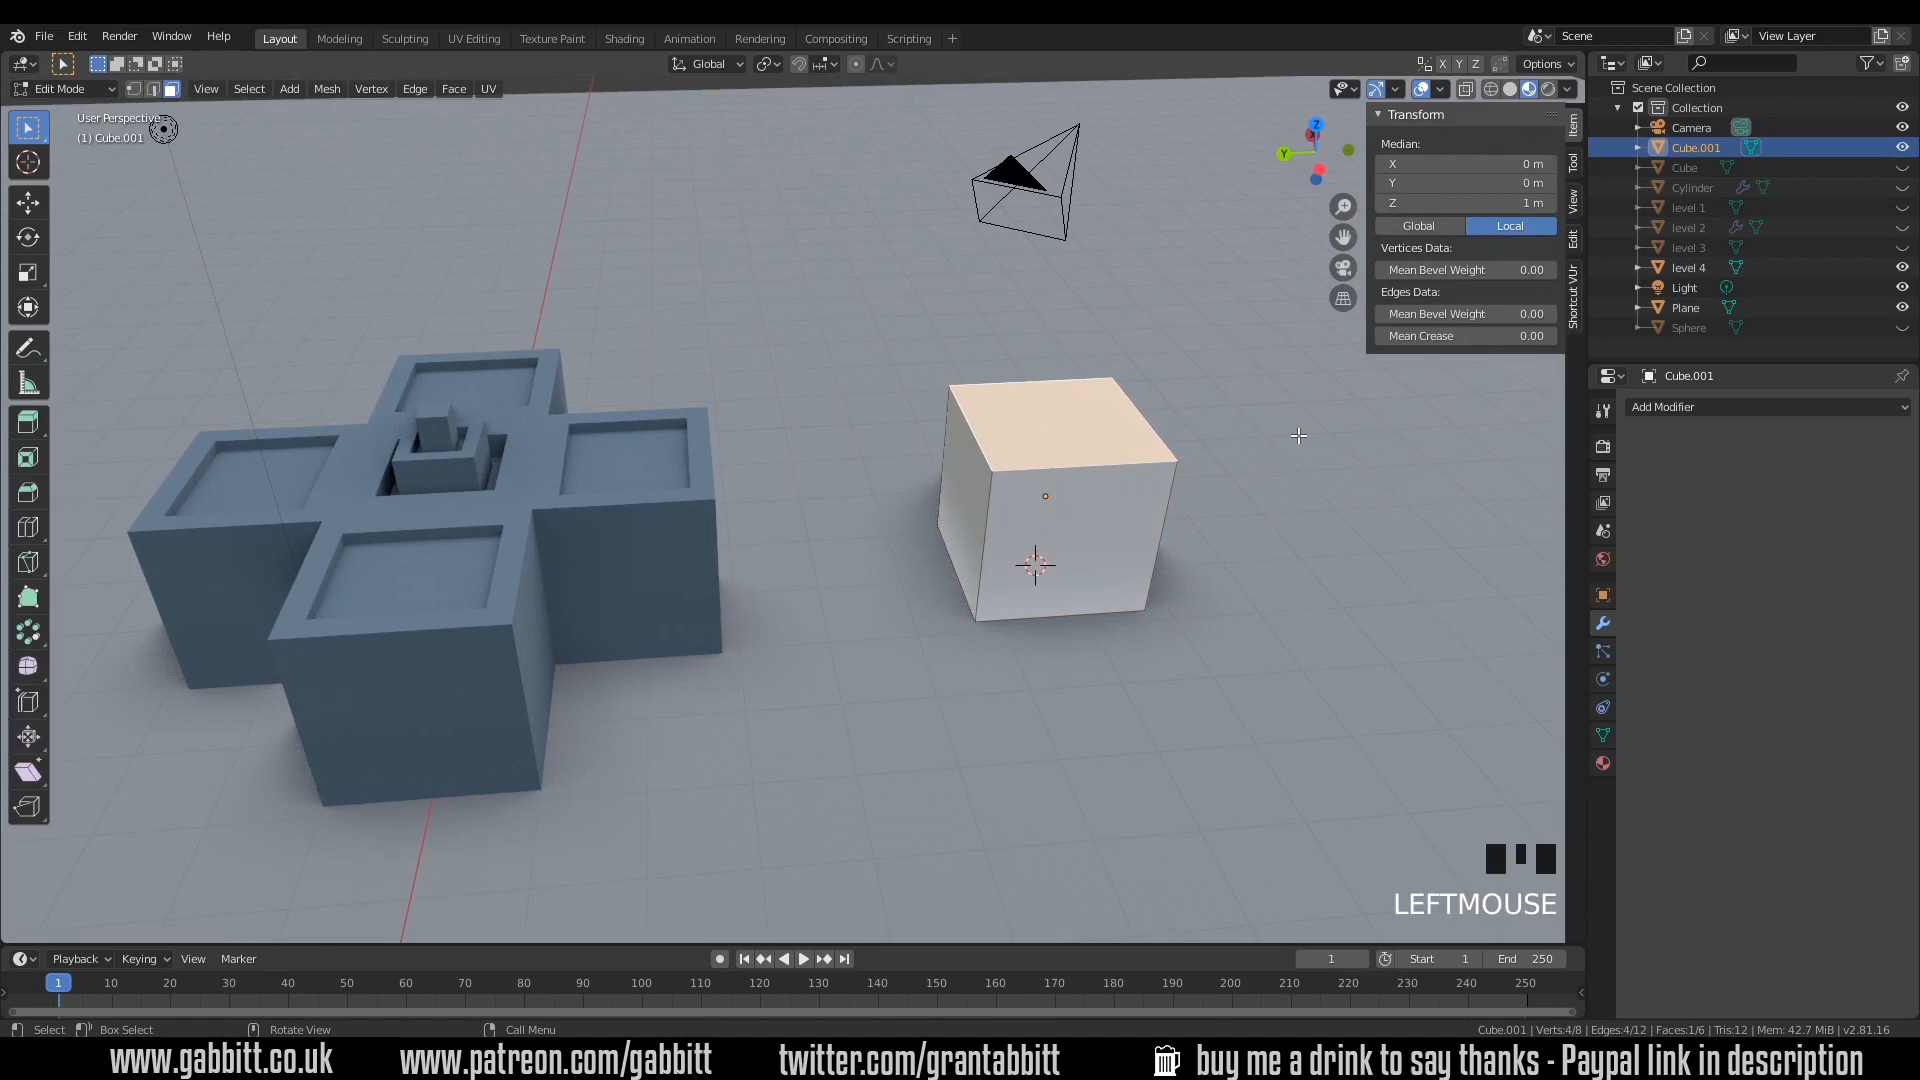 File Edit Render Window Help Layout Modeling Sculpting UV Editing Texture Paint Shading Animation Rendering Compositing Scripting + Scene View Layer
Global X Y Z Options
Edit Mode View Select Add Mesh Vertex Edge Face UV
User Perspective
(1) Cube.001
Z
Y
Transform
Median:
X 0 m
Y 0 m
Z 1 m
Global Local
Vertices Data:
Mean Bevel Weight 0.00
Edges Data:
Mean Bevel Weight 0.00
Mean Crease 0.00
Item
Tool
View
Edit
Shortcut VUr
Scene Collection
Collection
Camera
Cube.001
Cube
Cylinder
level 1
level 2
level 3
level 4
Light
Plane
Sphere
Cube.001
Add Modifier
LEFTMOUSE
Playback Keying View Marker 1 Start 1 End 250
1 10 20 30 40 50 60 70 80 90 100 110 120 130 140 150 160 170 180 190 200 210 220 230 240 250
Select Box Select Rotate View Call Menu Cube.001 | Verts:4/8 | Edges:4/12 | Faces:1/6 | Tris:12 | Mem: 42.7 MiB | v2.81.16
www.gabbitt.co.uk www.patreon.com/gabbitt twitter.com/grantabbitt buy me a drink to say thanks - Paypal link in description